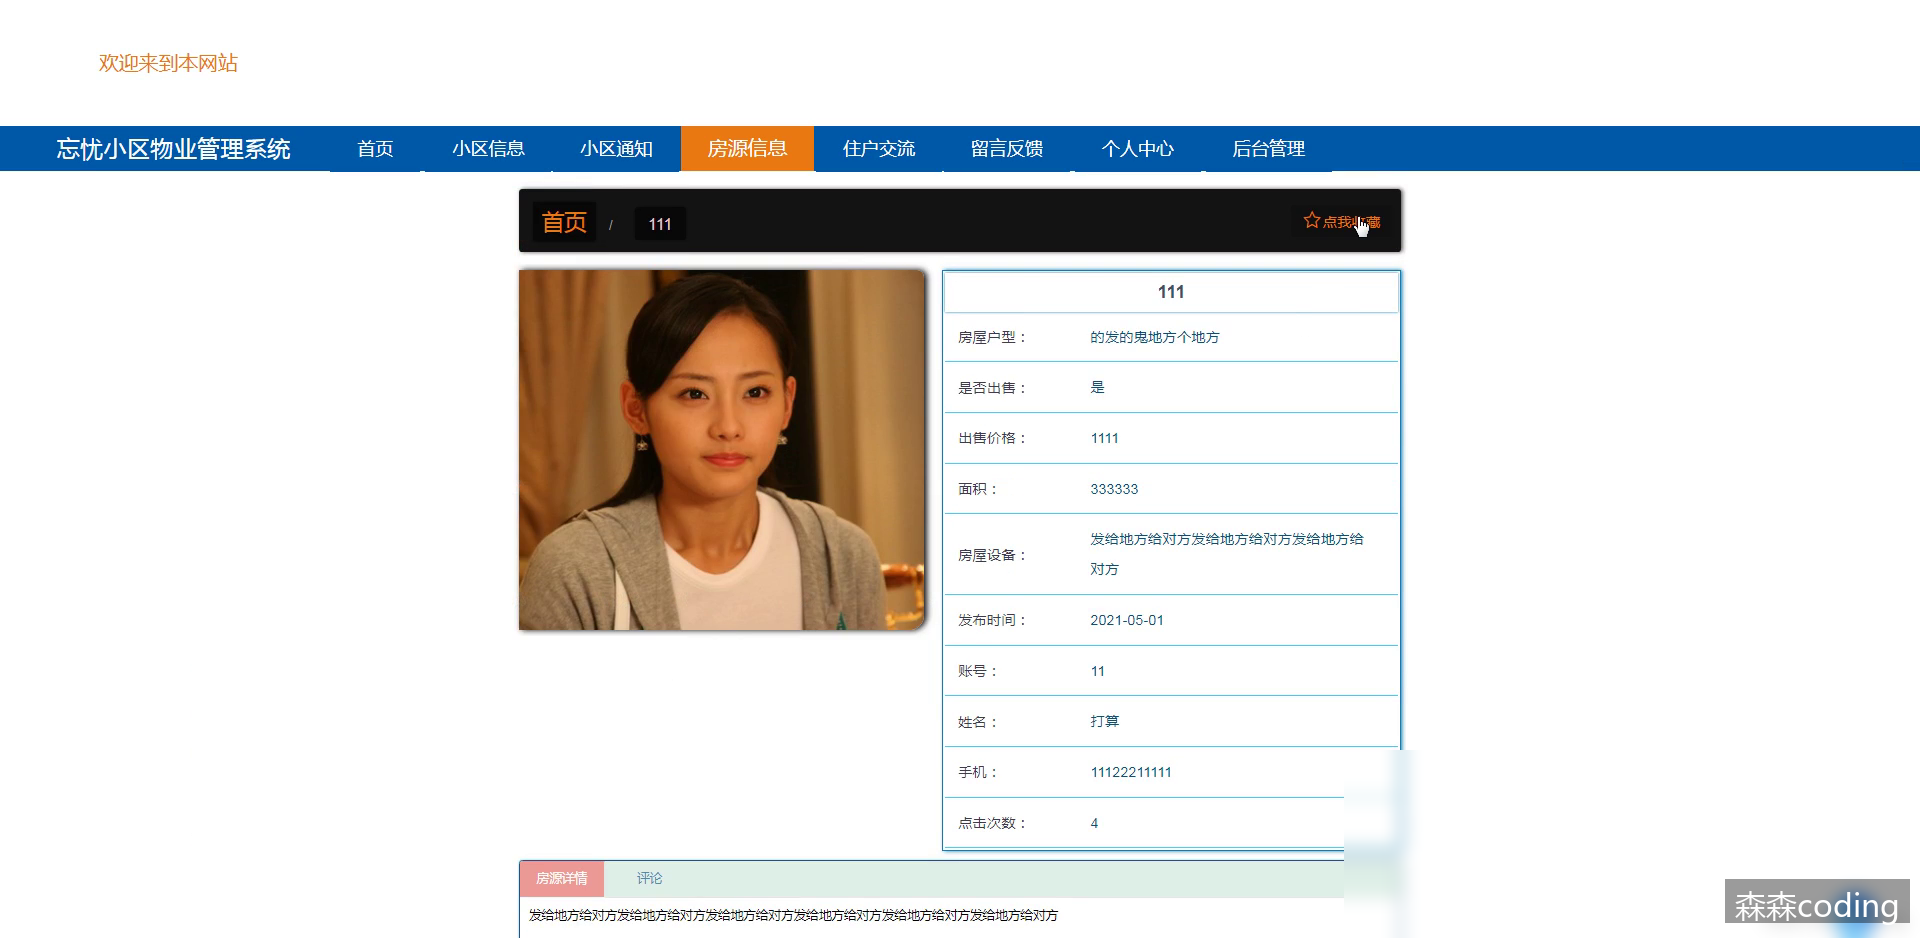 欢迎来到本网站
忘忧小区物业管理系统 首页 小区信息 小区通知 房源信息 住户交流 留言反馈 个人中心 后台管理
首页 / 111 点我收藏
111
房屋户型： 的发的鬼地方个地方
是否出售： 是
出售价格： 1111
面积： 333333
房屋设备： 发给地方给对方发给地方给对方发给地方给
对方
发布时间： 2021-05-01
账号： 11
姓名： 打算
手机： 11122211111
点击次数： 4
房源详情 评论
发给地方给对方发给地方给对方发给地方给对方发给地方给对方发给地方给对方发给地方给对方
森森coding